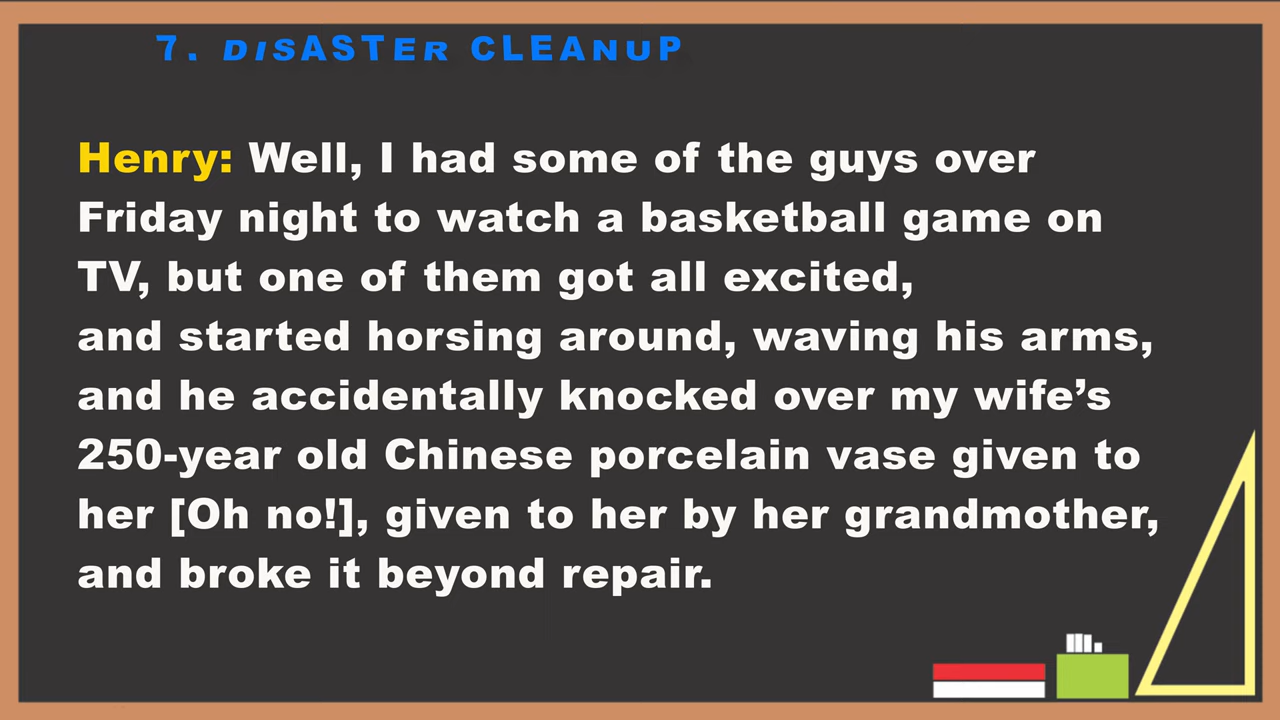 7. DISASTER CLEANUP
Henry: Well, I had some of the guys over
Friday night to watch a basketball game on
TV, but one of them got all excited,
and started horsing around, waving his arms,
and he accidentally knocked over my wife’s
250-year old Chinese porcelain vase given to
her [Oh no!], given to her by her grandmother,
and broke it beyond repair.